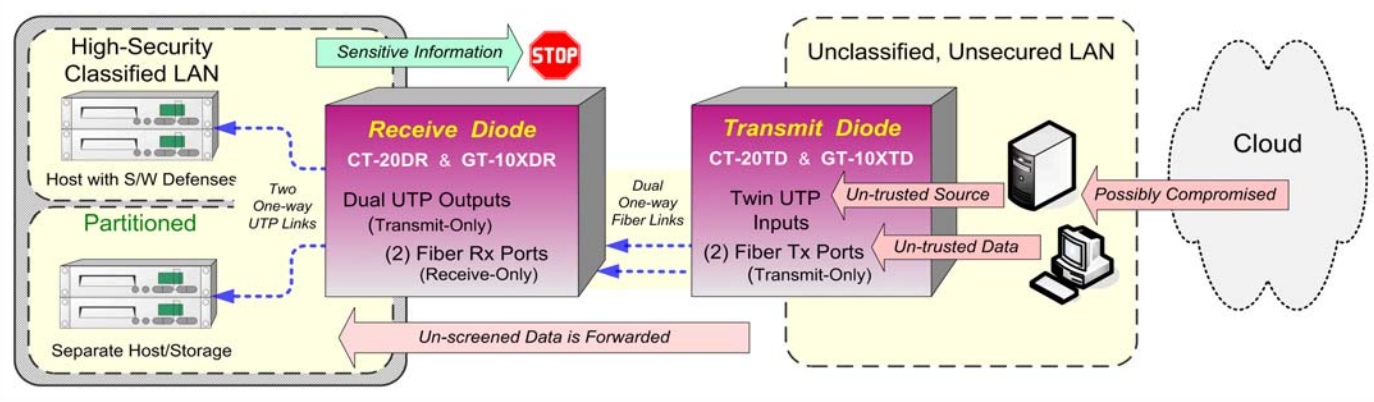 High-Security
Classified LAN
Host with S/W Defenses
Partitioned
Separate Host/Storage
Sensitive Information
STOP
Two
One-way
UTP Links
Receive Diode
CT-20DR & GT-10XDR
Dual UTP Outputs
(Transmit-Only)
(2) Fiber Rx Ports
(Receive-Only)
Dual
One-way
Fiber Links
Un-screened Data is Forwarded
Unclassified, Unsecured LAN
Transmit Diode
CT-20TD & GT-10XTD
Twin UTP
Inputs
(2) Fiber Tx Ports
(Transmit-Only)
Un-trusted Source
Un-trusted Data
Possibly Compromised
Cloud